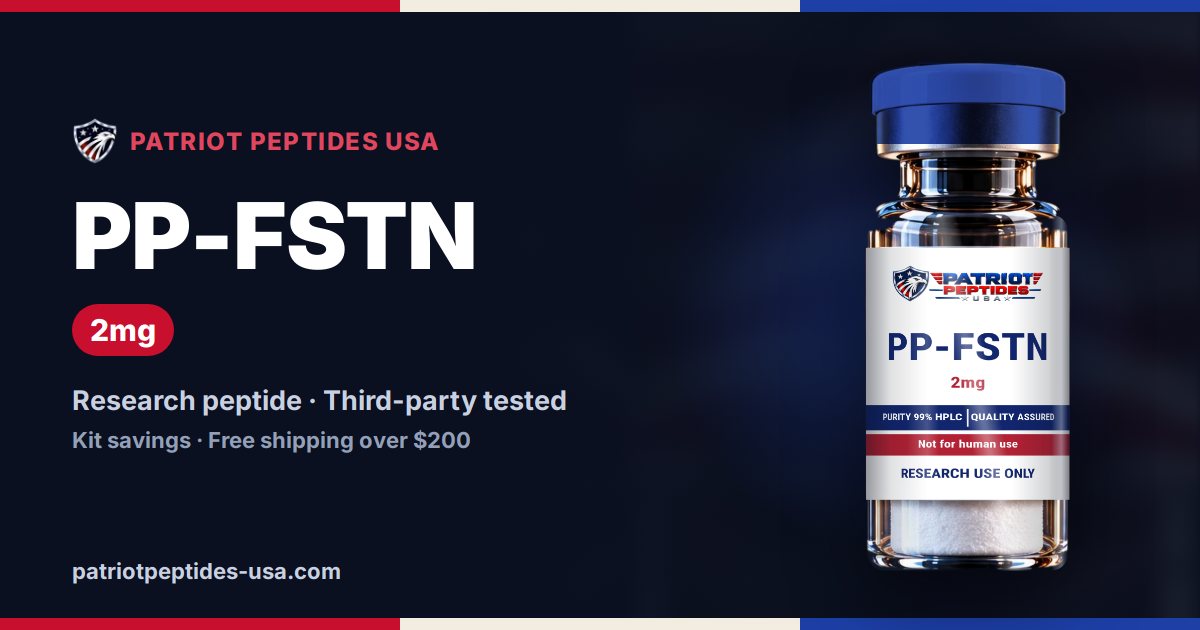 PATRIOT PEPTIDES USA
PP-FSTN
2mg
Research peptide · Third-party tested
Kit savings · Free shipping over $200
patriotpeptides-usa.com
PATRIOT
PEPTIDES
USA
PP-FSTN
2mg
PURITY 99% HPLC | QUALITY ASSURED
Not for human use
RESEARCH USE ONLY